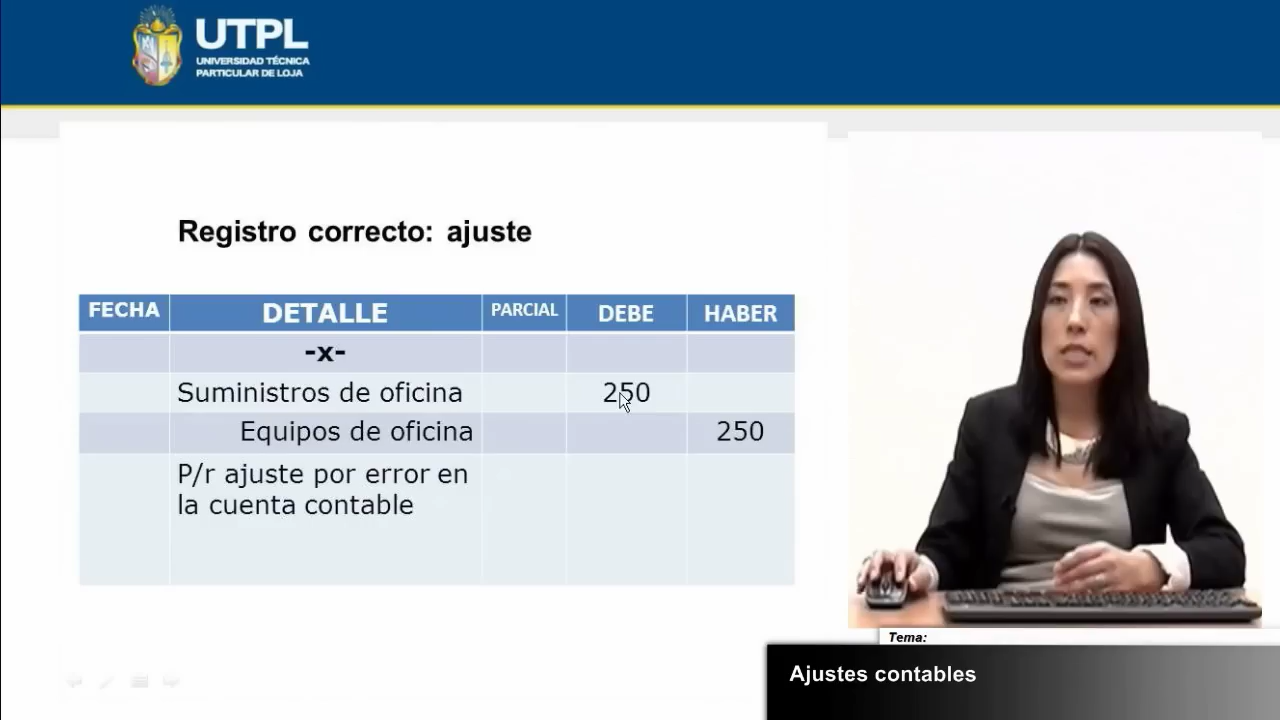 UTPL
UNIVERSIDAD TÉCNICA
PARTICULAR DE LOJA
Registro correcto: ajuste
FECHA DETALLE PARCIAL DEBE HABER
-x-
Suministros de oficina 250
Equipos de oficina 250
P/r ajuste por error en
la cuenta contable
Tema:
Ajustes contables